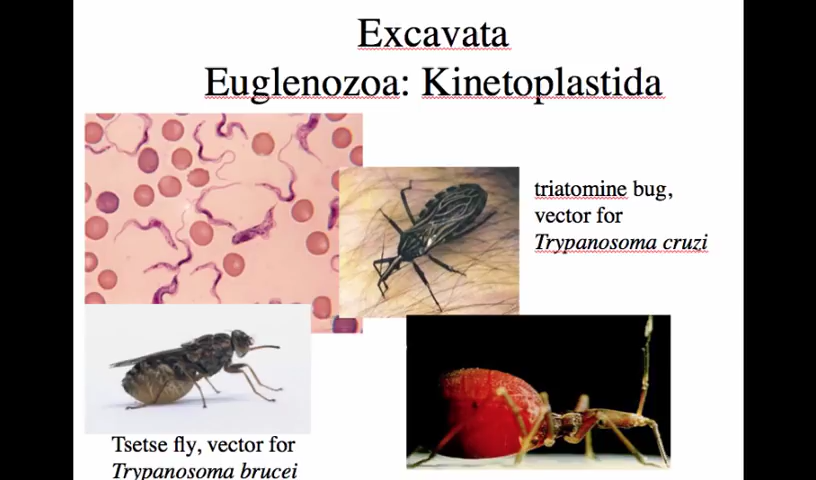 Excavata
Euglenozoa: Kinetoplastida
triatomine bug,
vector for
Trypanosoma cruzi
Tsetse fly, vector for
Trypanosoma brucei